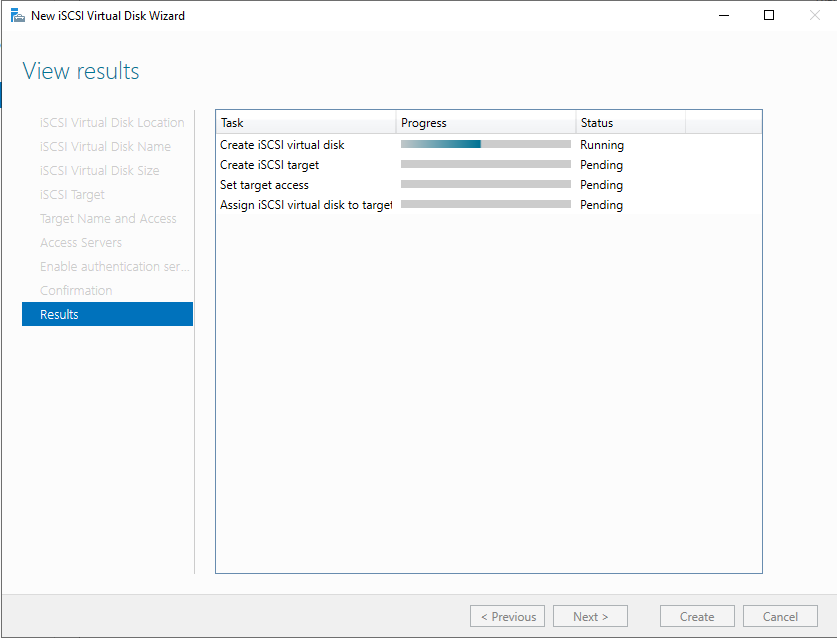 New iSCSI Virtual Disk Wizard
View results
iSCSI Virtual Disk Location
iSCSI Virtual Disk Name
iSCSI Virtual Disk Size
iSCSI Target
Target Name and Access
Access Servers
Enable authentication ser...
Confirmation
Results
Task Progress Status
Create iSCSI virtual disk Running
Create iSCSI target Pending
Set target access Pending
Assign iSCSI virtual disk to target Pending
< Previous Next > Create Cancel